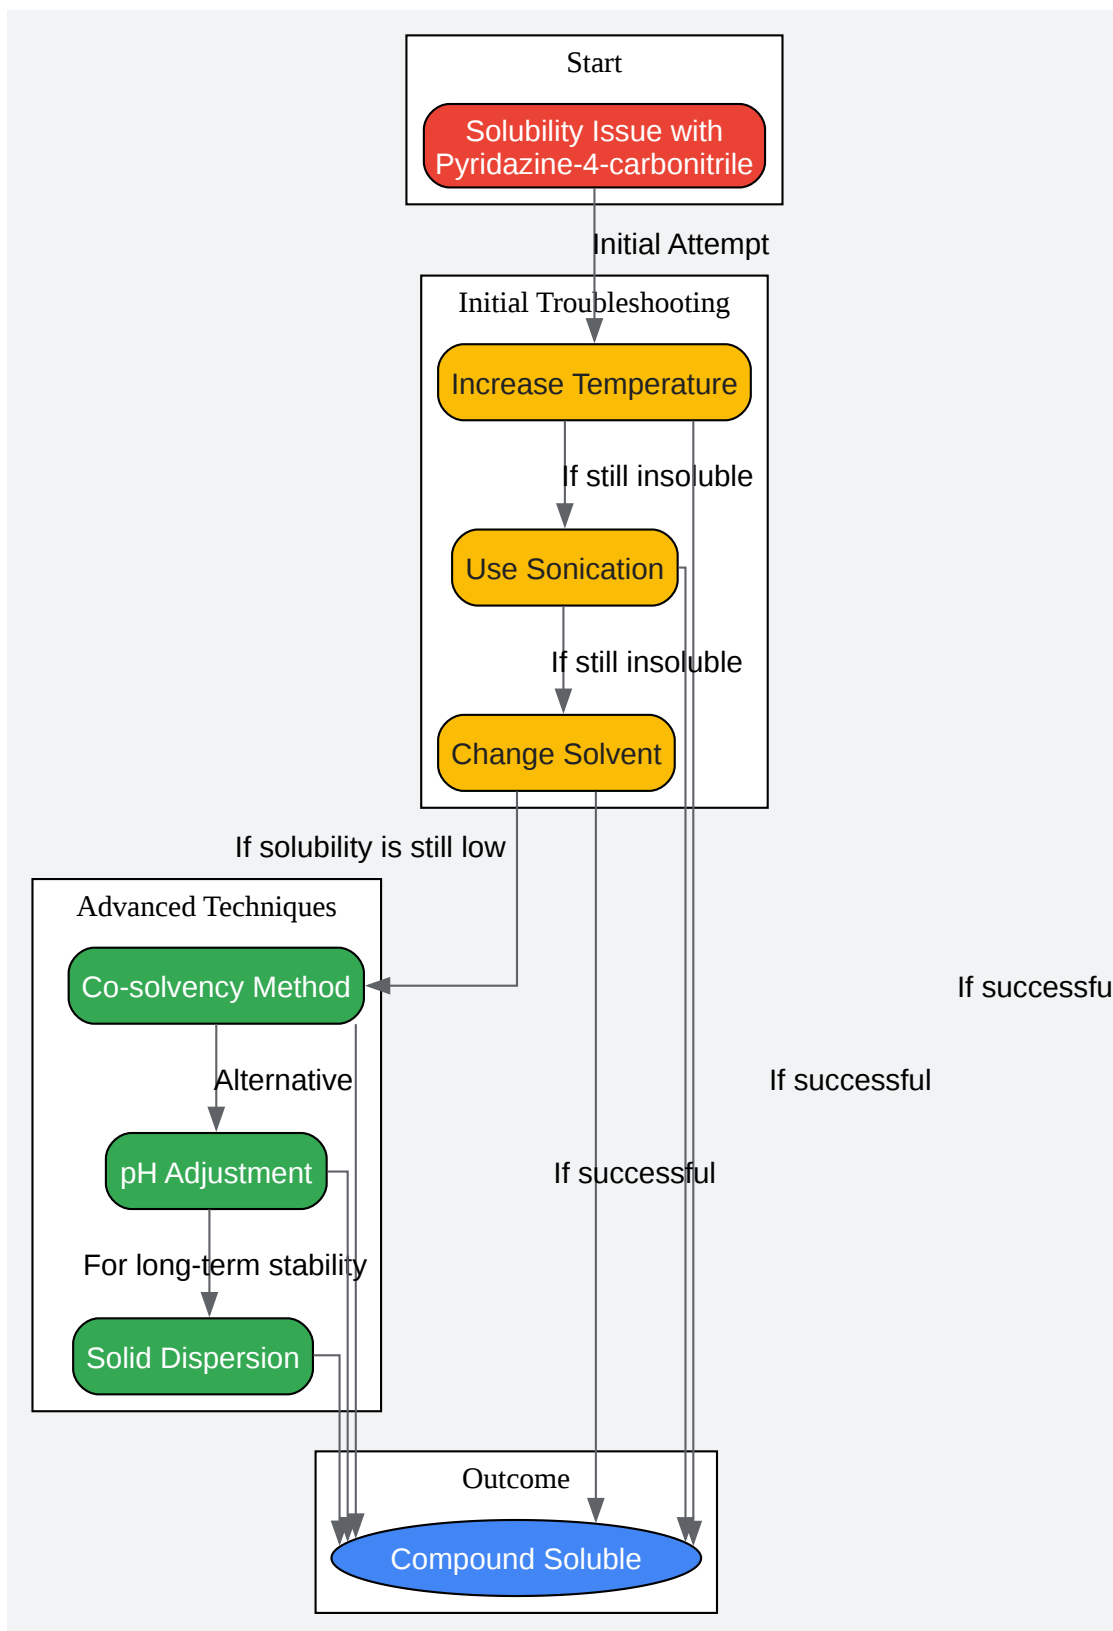 Start
Solubility Issue with
Pyridazine-4-carbonitrile
Initial Attempt
Initial Troubleshooting
Increase Temperature
If still insoluble
Use Sonication
If still insoluble
Change Solvent
If solubility is still low
Advanced Techniques
Co-solvency Method
If successfu
Alternative
If successful
pH Adjustment
If successful
For long-term stability
Solid Dispersion
Outcome
Compound Soluble